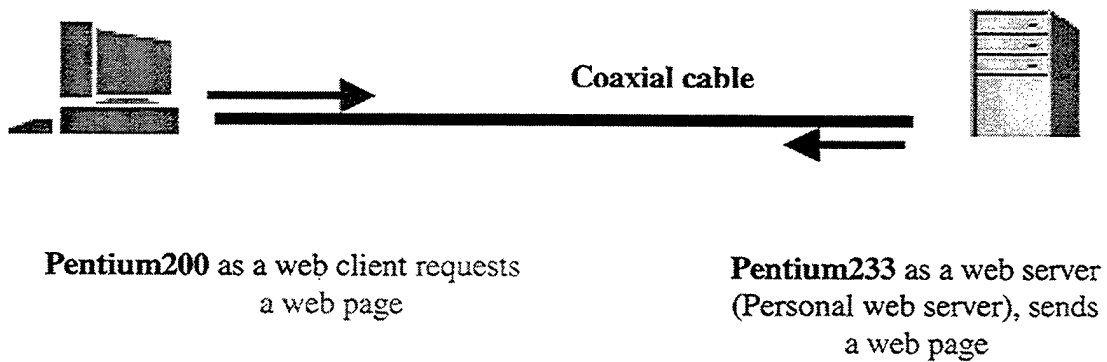 Coaxial cable
Pentium200 as a web client requests
a web page
Pentium233 as a web server
(Personal web server), sends
a web page